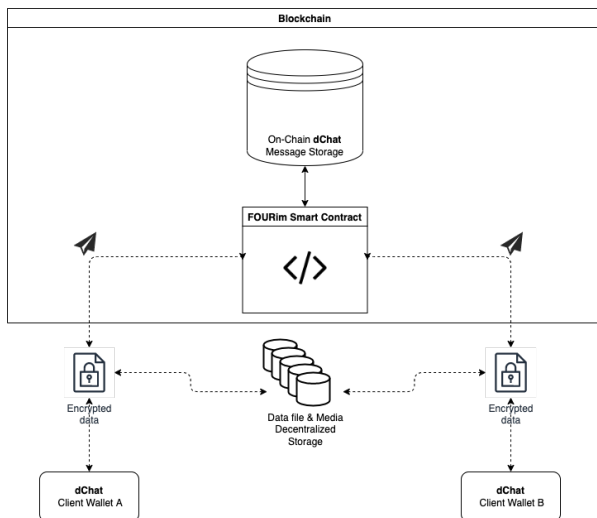 Blockchain
On-Chain dChat
Message Storage
FOURim Smart Contract
</>
Encrypted
data
Data file & Media
Decentralized
Storage
Encrypted
data
dChat
Client Wallet A
dChat
Client Wallet B